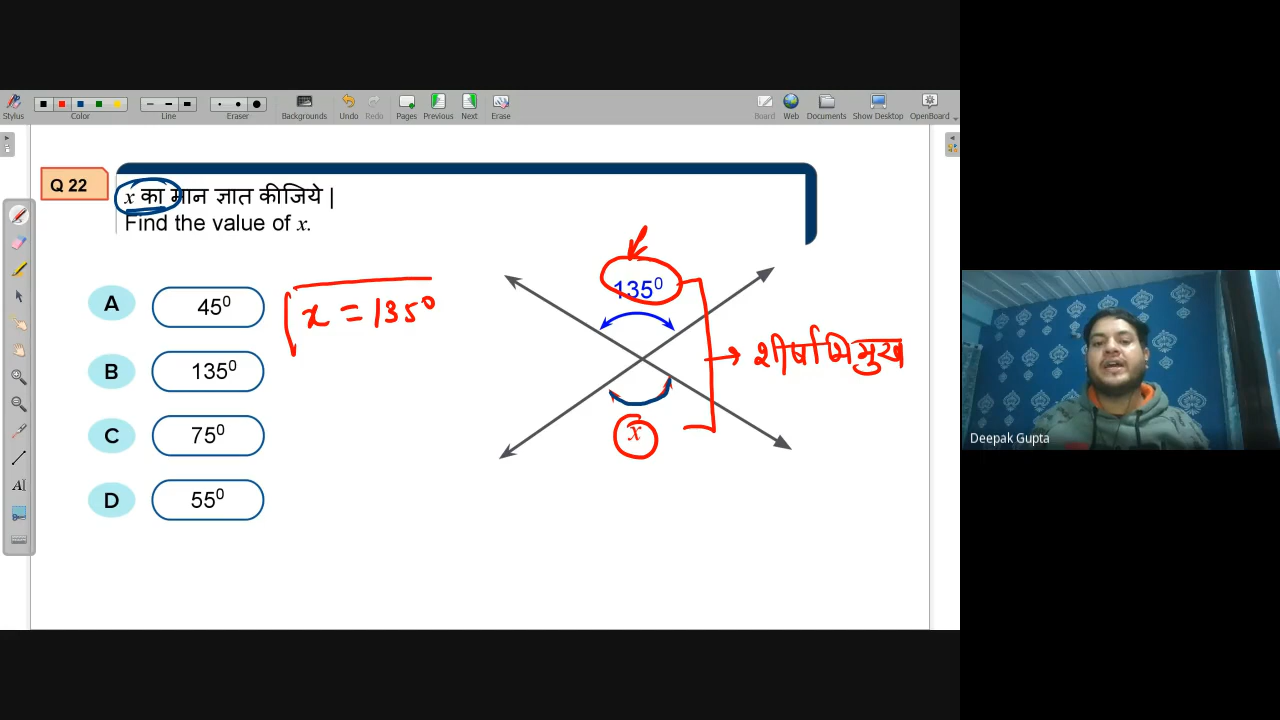 Stylus
Color
Line
Eraser
Backgrounds
Undo
Redo
Pages
Previous
Next
Erase
Board
Web
Documents
Show Desktop
OpenBoard
Q 22
x का मान ज्ञात कीजिये |
Find the value of x.
A 45⁰
B 135⁰
C 75⁰
D 55⁰
x = 135⁰
135⁰
x
→ शीर्षाभिमुख
Deepak Gupta